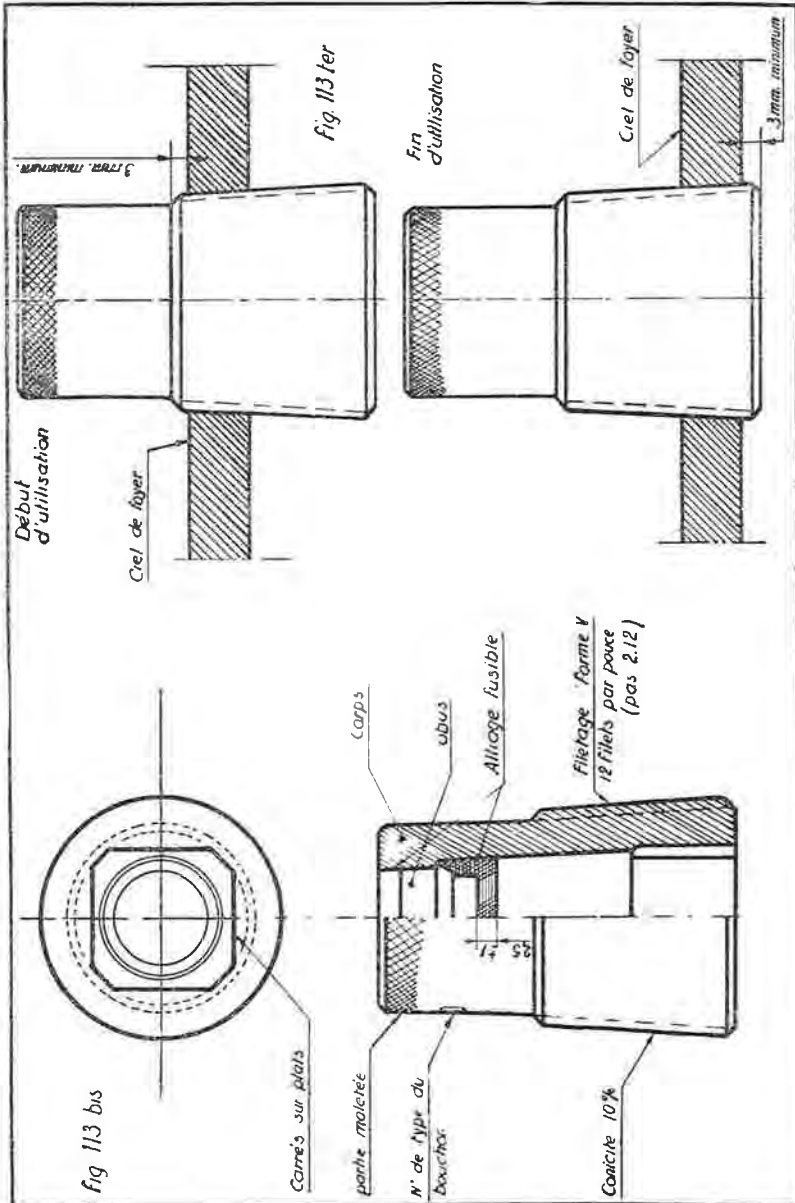 Fig 113 bis
Carrés sur plats
partie moletée
N° de type du
bouchon
Conicité 10%
Corps
obus
Alliage fusible
Filetage Forme V
12 filets par pouce
(pas 2.12)
25
±1
Début
d'utilisation
Ciel de foyer
3 mm. minimum.
Fig. 113 ter
Fin
d'utilisation
Ciel de foyer
3 mm. minimum